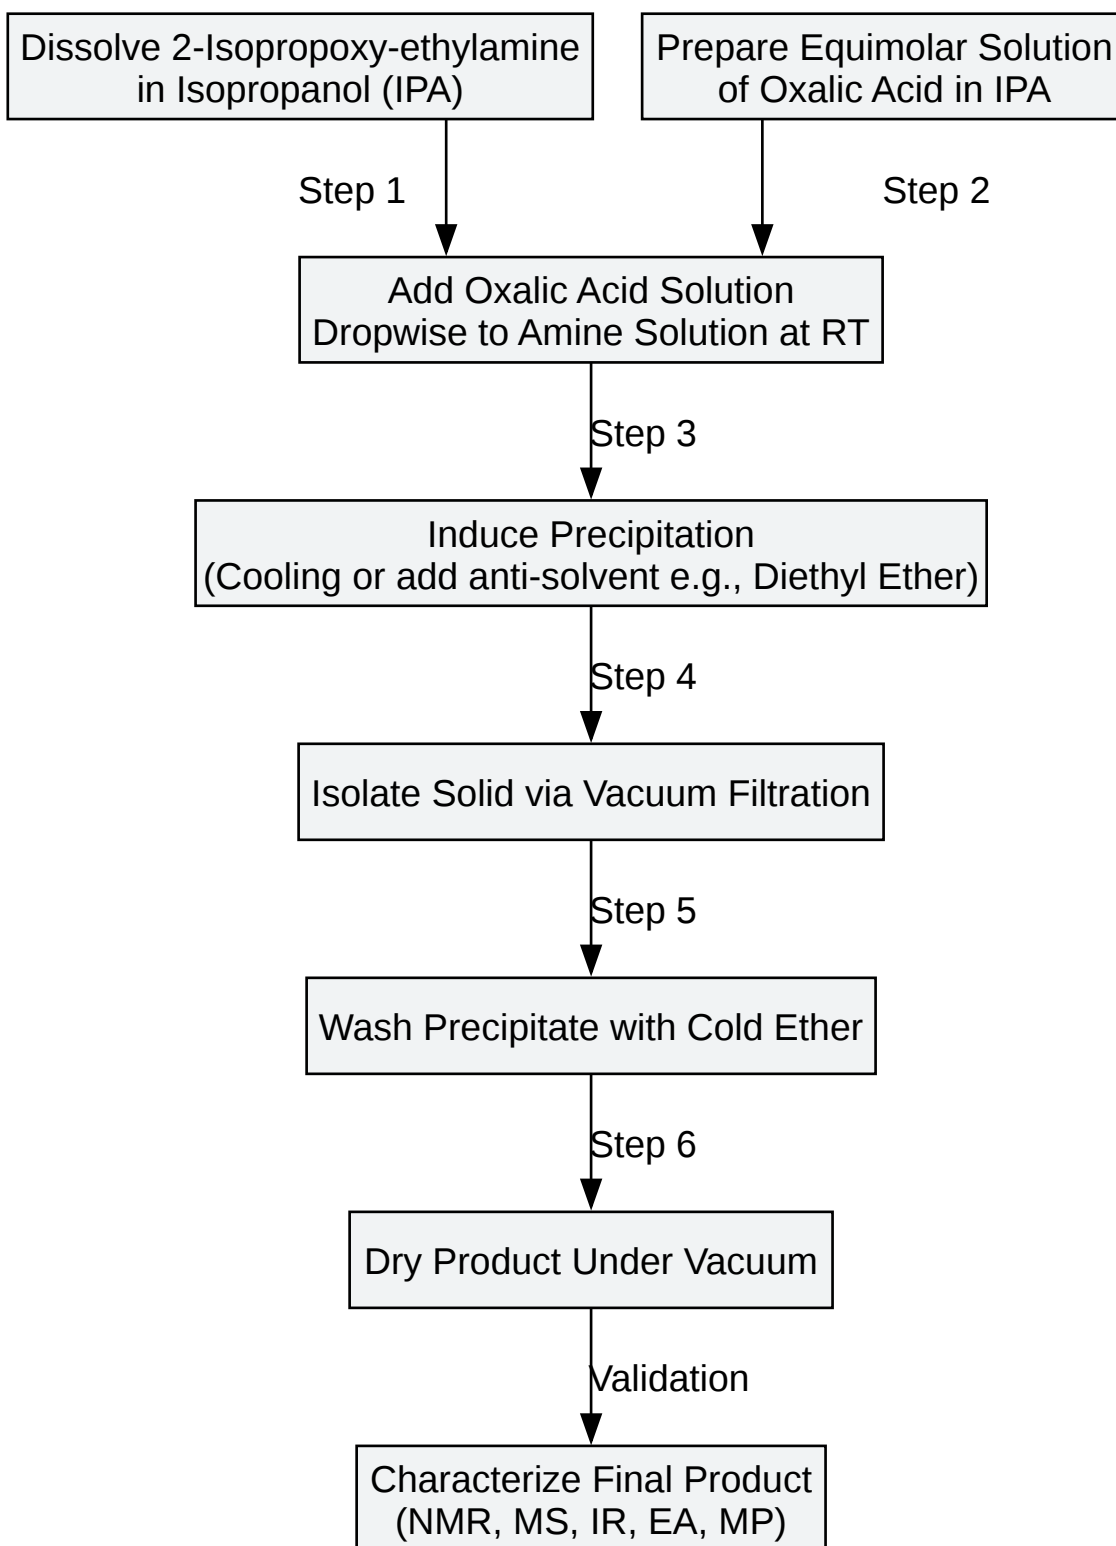 Dissolve 2-Isopropoxy-ethylamine
in Isopropanol (IPA)
Prepare Equimolar Solution
of Oxalic Acid in IPA
Step 1
Step 2
Add Oxalic Acid Solution
Dropwise to Amine Solution at RT
Step 3
Induce Precipitation
(Cooling or add anti-solvent e.g., Diethyl Ether)
Step 4
Isolate Solid via Vacuum Filtration
Step 5
Wash Precipitate with Cold Ether
Step 6
Dry Product Under Vacuum
Validation
Characterize Final Product
(NMR, MS, IR, EA, MP)